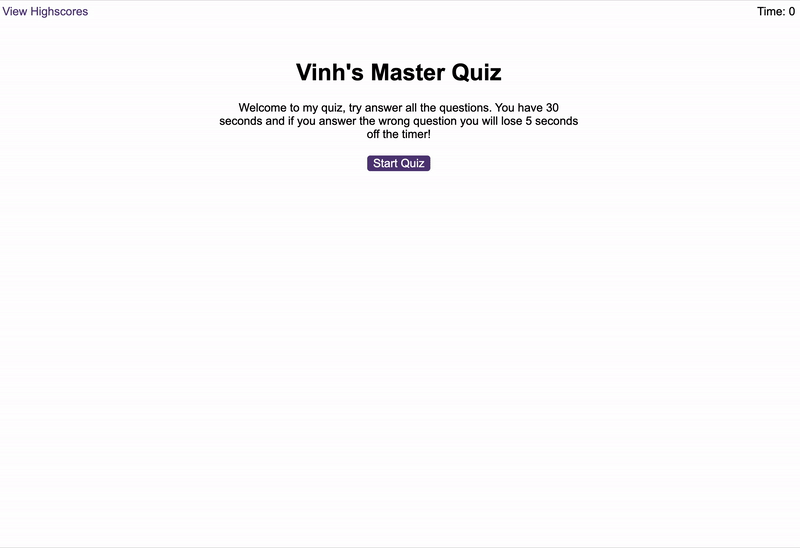 View Highscores
Time: 0
Vinh's Master Quiz
Welcome to my quiz, try answer all the questions. You have 30
seconds and if you answer the wrong question you will lose 5 seconds
off the timer!
Start Quiz